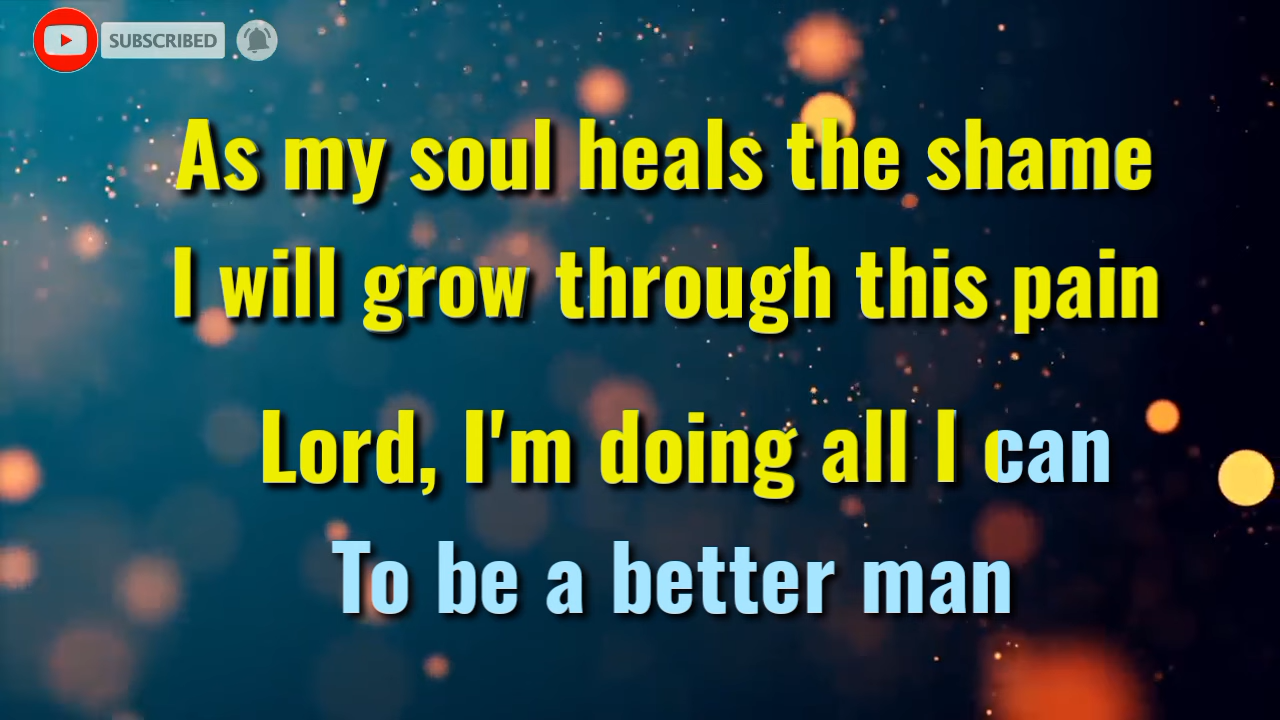 SUBSCRIBED
As my soul heals the shame
I will grow through this pain
Lord, I'm doing all I can
To be a better man